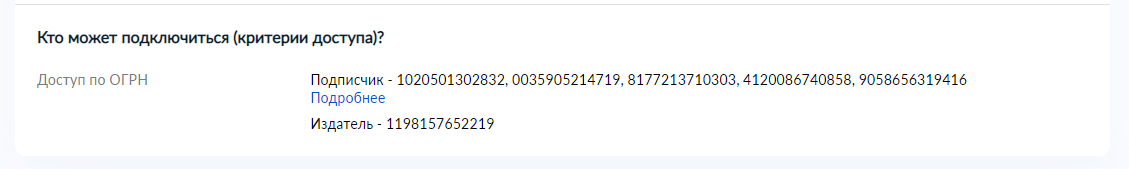 Кто может подключиться (критерии доступа)?
Доступ по ОГРН
Подписчик - 1020501302832, 0035905214719, 8177213710303, 4120086740858, 9058656319416
Подробнее
Издатель - 1198157652219